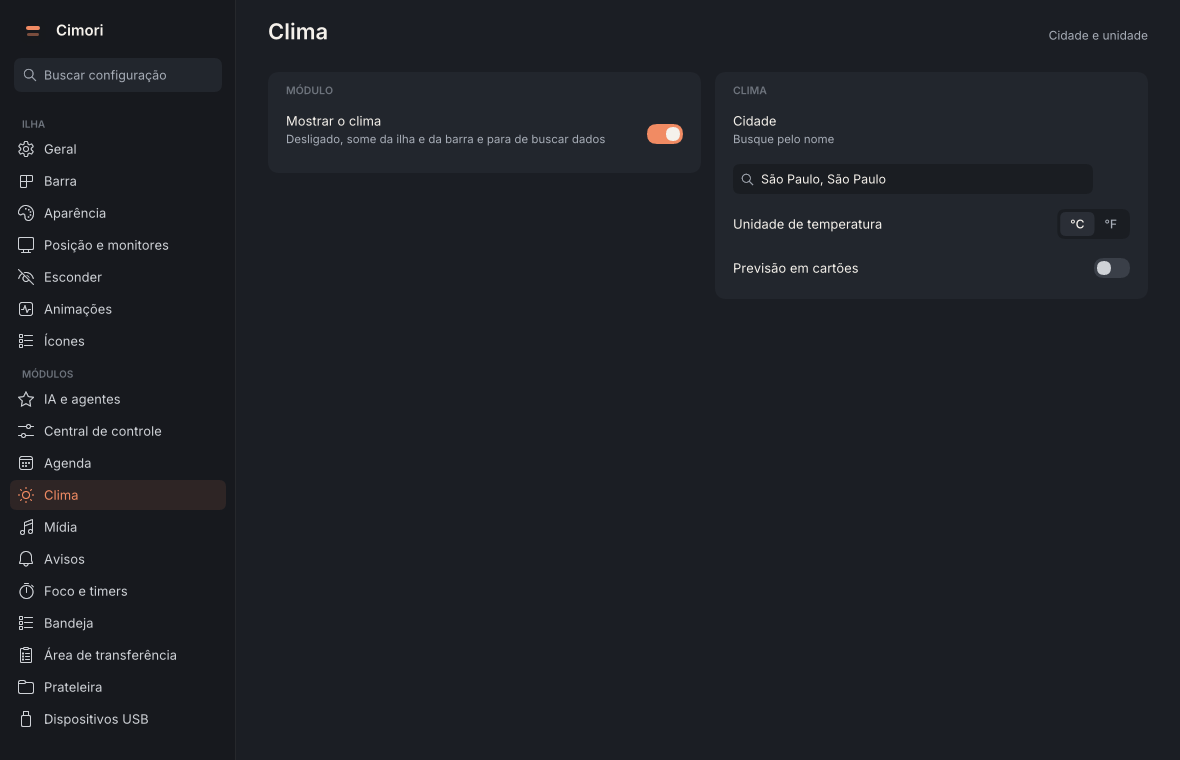 Cimori
Buscar configuração
ILHA
Geral
Barra
Aparência
Posição e monitores
Esconder
Animações
Ícones
MÓDULOS
IA e agentes
Central de controle
Agenda
Clima
Mídia
Avisos
Foco e timers
Bandeja
Área de transferência
Prateleira
Dispositivos USB
Clima
Cidade e unidade
MÓDULO
Mostrar o clima
Desligado, some da ilha e da barra e para de buscar dados
CLIMA
Cidade
Busque pelo nome
São Paulo, São Paulo
Unidade de temperatura
°C °F
Previsão em cartões